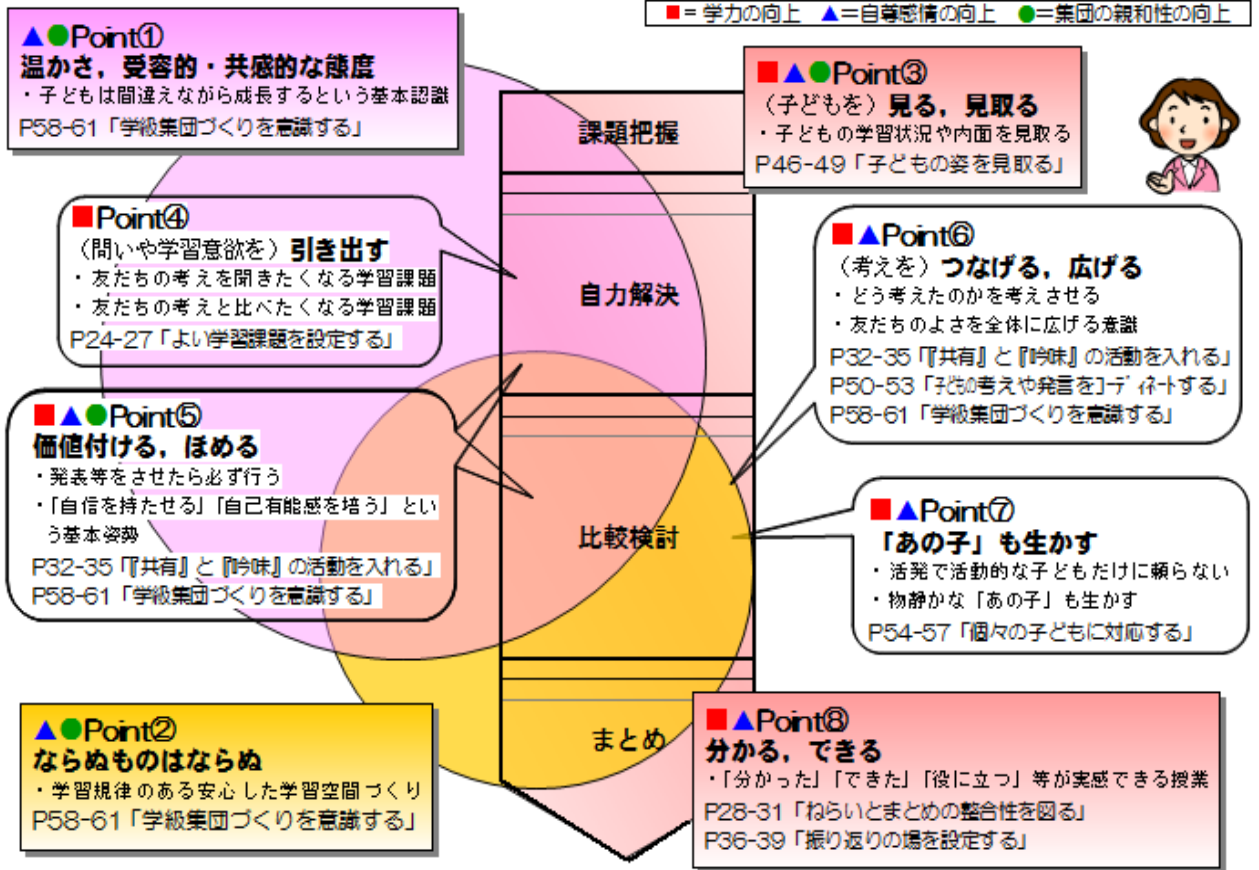 ■= 学力の向上 ▲=自尊感情の向上 ●=集団の親和性の向上
▲●Point①
温かさ，受容的・共感的な態度
・子どもは間違えながら成長するという基本認識
P58-61「学級集団づくりを意識する」
■▲●Point③
（子どもを）見る，見取る
・子どもの学習状況や内面を見取る
P46-49「子どもの姿を見取る」
課題把握
■Point④
（問いや学習意欲を）引き出す
・友だちの考えを聞きたくなる学習課題
・友だちの考えと比べたくなる学習課題
P24-27「よい学習課題を設定する」
自力解決
■▲Point⑥
（考えを）つなげる，広げる
・どう考えたのかを考えさせる
・友だちのよさを全体に広げる意識
P32-35「『共有』と『吟味』の活動を入れる」
P50-53「子どもの考えや発言をｺｰﾃﾞｨﾈｰﾄする」
P58-61「学級集団づくりを意識する」
■▲●Point⑤
価値付ける，ほめる
・発表等をさせたら必ず行う
・「自信を持たせる」「自己有能感を培う」とい
う基本姿勢
P32-35「『共有』と『吟味』の活動を入れる」
P58-61「学級集団づくりを意識する」
比較検討
■▲Point⑦
「あの子」も生かす
・活発で活動的な子どもだけに頼らない
・物静かな「あの子」も生かす
P54-57「個々の子どもに対応する」
▲●Point②
ならぬものはならぬ
・学習規律のある安心した学習空間づくり
P58-61「学級集団づくりを意識する」
まとめ
■▲Point⑧
分かる，できる
・「分かった」「できた」「役に立つ」等が実感できる授業
P28-31「ねらいとまとめの整合性を図る」
P36-39「振り返りの場を設定する」